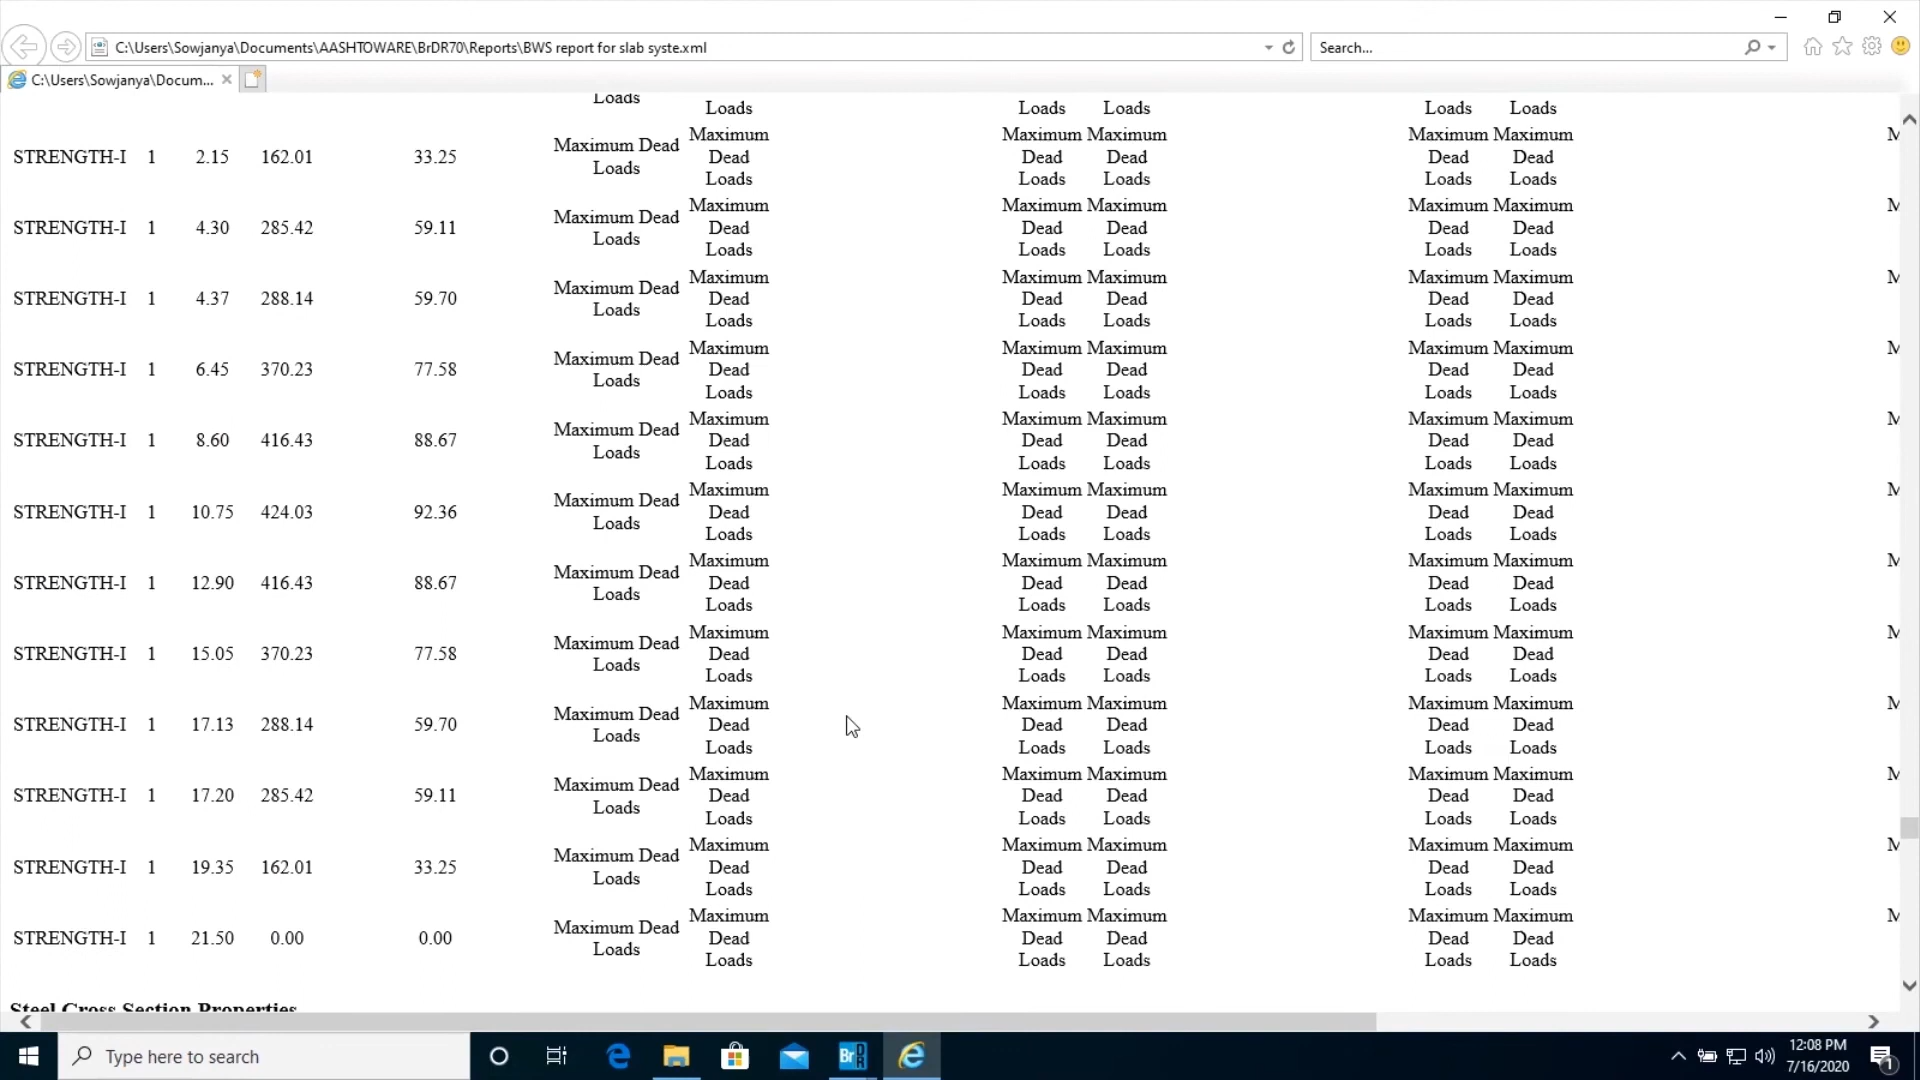 C:\Users\Sowjanya\Documents\AASHTOWARE\BrDR70\Reports\BWS report for slab syste.xml
Search...
C:\Users\Sowjanya\Docum...
Loads Loads Loads Loads Loads Loads
STRENGTH-I 1 2.15 162.01 33.25 Maximum Dead Loads Maximum Dead Loads Maximum Dead Loads Maximum Dead Loads Maximum Dead Loads Maximum Dead Loads M
STRENGTH-I 1 4.30 285.42 59.11 Maximum Dead Loads Maximum Dead Loads Maximum Dead Loads Maximum Dead Loads Maximum Dead Loads Maximum Dead Loads M
STRENGTH-I 1 4.37 288.14 59.70 Maximum Dead Loads Maximum Dead Loads Maximum Dead Loads Maximum Dead Loads Maximum Dead Loads Maximum Dead Loads M
STRENGTH-I 1 6.45 370.23 77.58 Maximum Dead Loads Maximum Dead Loads Maximum Dead Loads Maximum Dead Loads Maximum Dead Loads Maximum Dead Loads M
STRENGTH-I 1 8.60 416.43 88.67 Maximum Dead Loads Maximum Dead Loads Maximum Dead Loads Maximum Dead Loads Maximum Dead Loads Maximum Dead Loads M
STRENGTH-I 1 10.75 424.03 92.36 Maximum Dead Loads Maximum Dead Loads Maximum Dead Loads Maximum Dead Loads Maximum Dead Loads Maximum Dead Loads M
STRENGTH-I 1 12.90 416.43 88.67 Maximum Dead Loads Maximum Dead Loads Maximum Dead Loads Maximum Dead Loads Maximum Dead Loads Maximum Dead Loads M
STRENGTH-I 1 15.05 370.23 77.58 Maximum Dead Loads Maximum Dead Loads Maximum Dead Loads Maximum Dead Loads Maximum Dead Loads Maximum Dead Loads M
STRENGTH-I 1 17.13 288.14 59.70 Maximum Dead Loads Maximum Dead Loads Maximum Dead Loads Maximum Dead Loads Maximum Dead Loads Maximum Dead Loads M
STRENGTH-I 1 17.20 285.42 59.11 Maximum Dead Loads Maximum Dead Loads Maximum Dead Loads Maximum Dead Loads Maximum Dead Loads Maximum Dead Loads M
STRENGTH-I 1 19.35 162.01 33.25 Maximum Dead Loads Maximum Dead Loads Maximum Dead Loads Maximum Dead Loads Maximum Dead Loads Maximum Dead Loads M
STRENGTH-I 1 21.50 0.00 0.00 Maximum Dead Loads Maximum Dead Loads Maximum Dead Loads Maximum Dead Loads Maximum Dead Loads Maximum Dead Loads M
Steel Cross Section Properties
Type here to search
Br DR
12:08 PM
7/16/2020
1